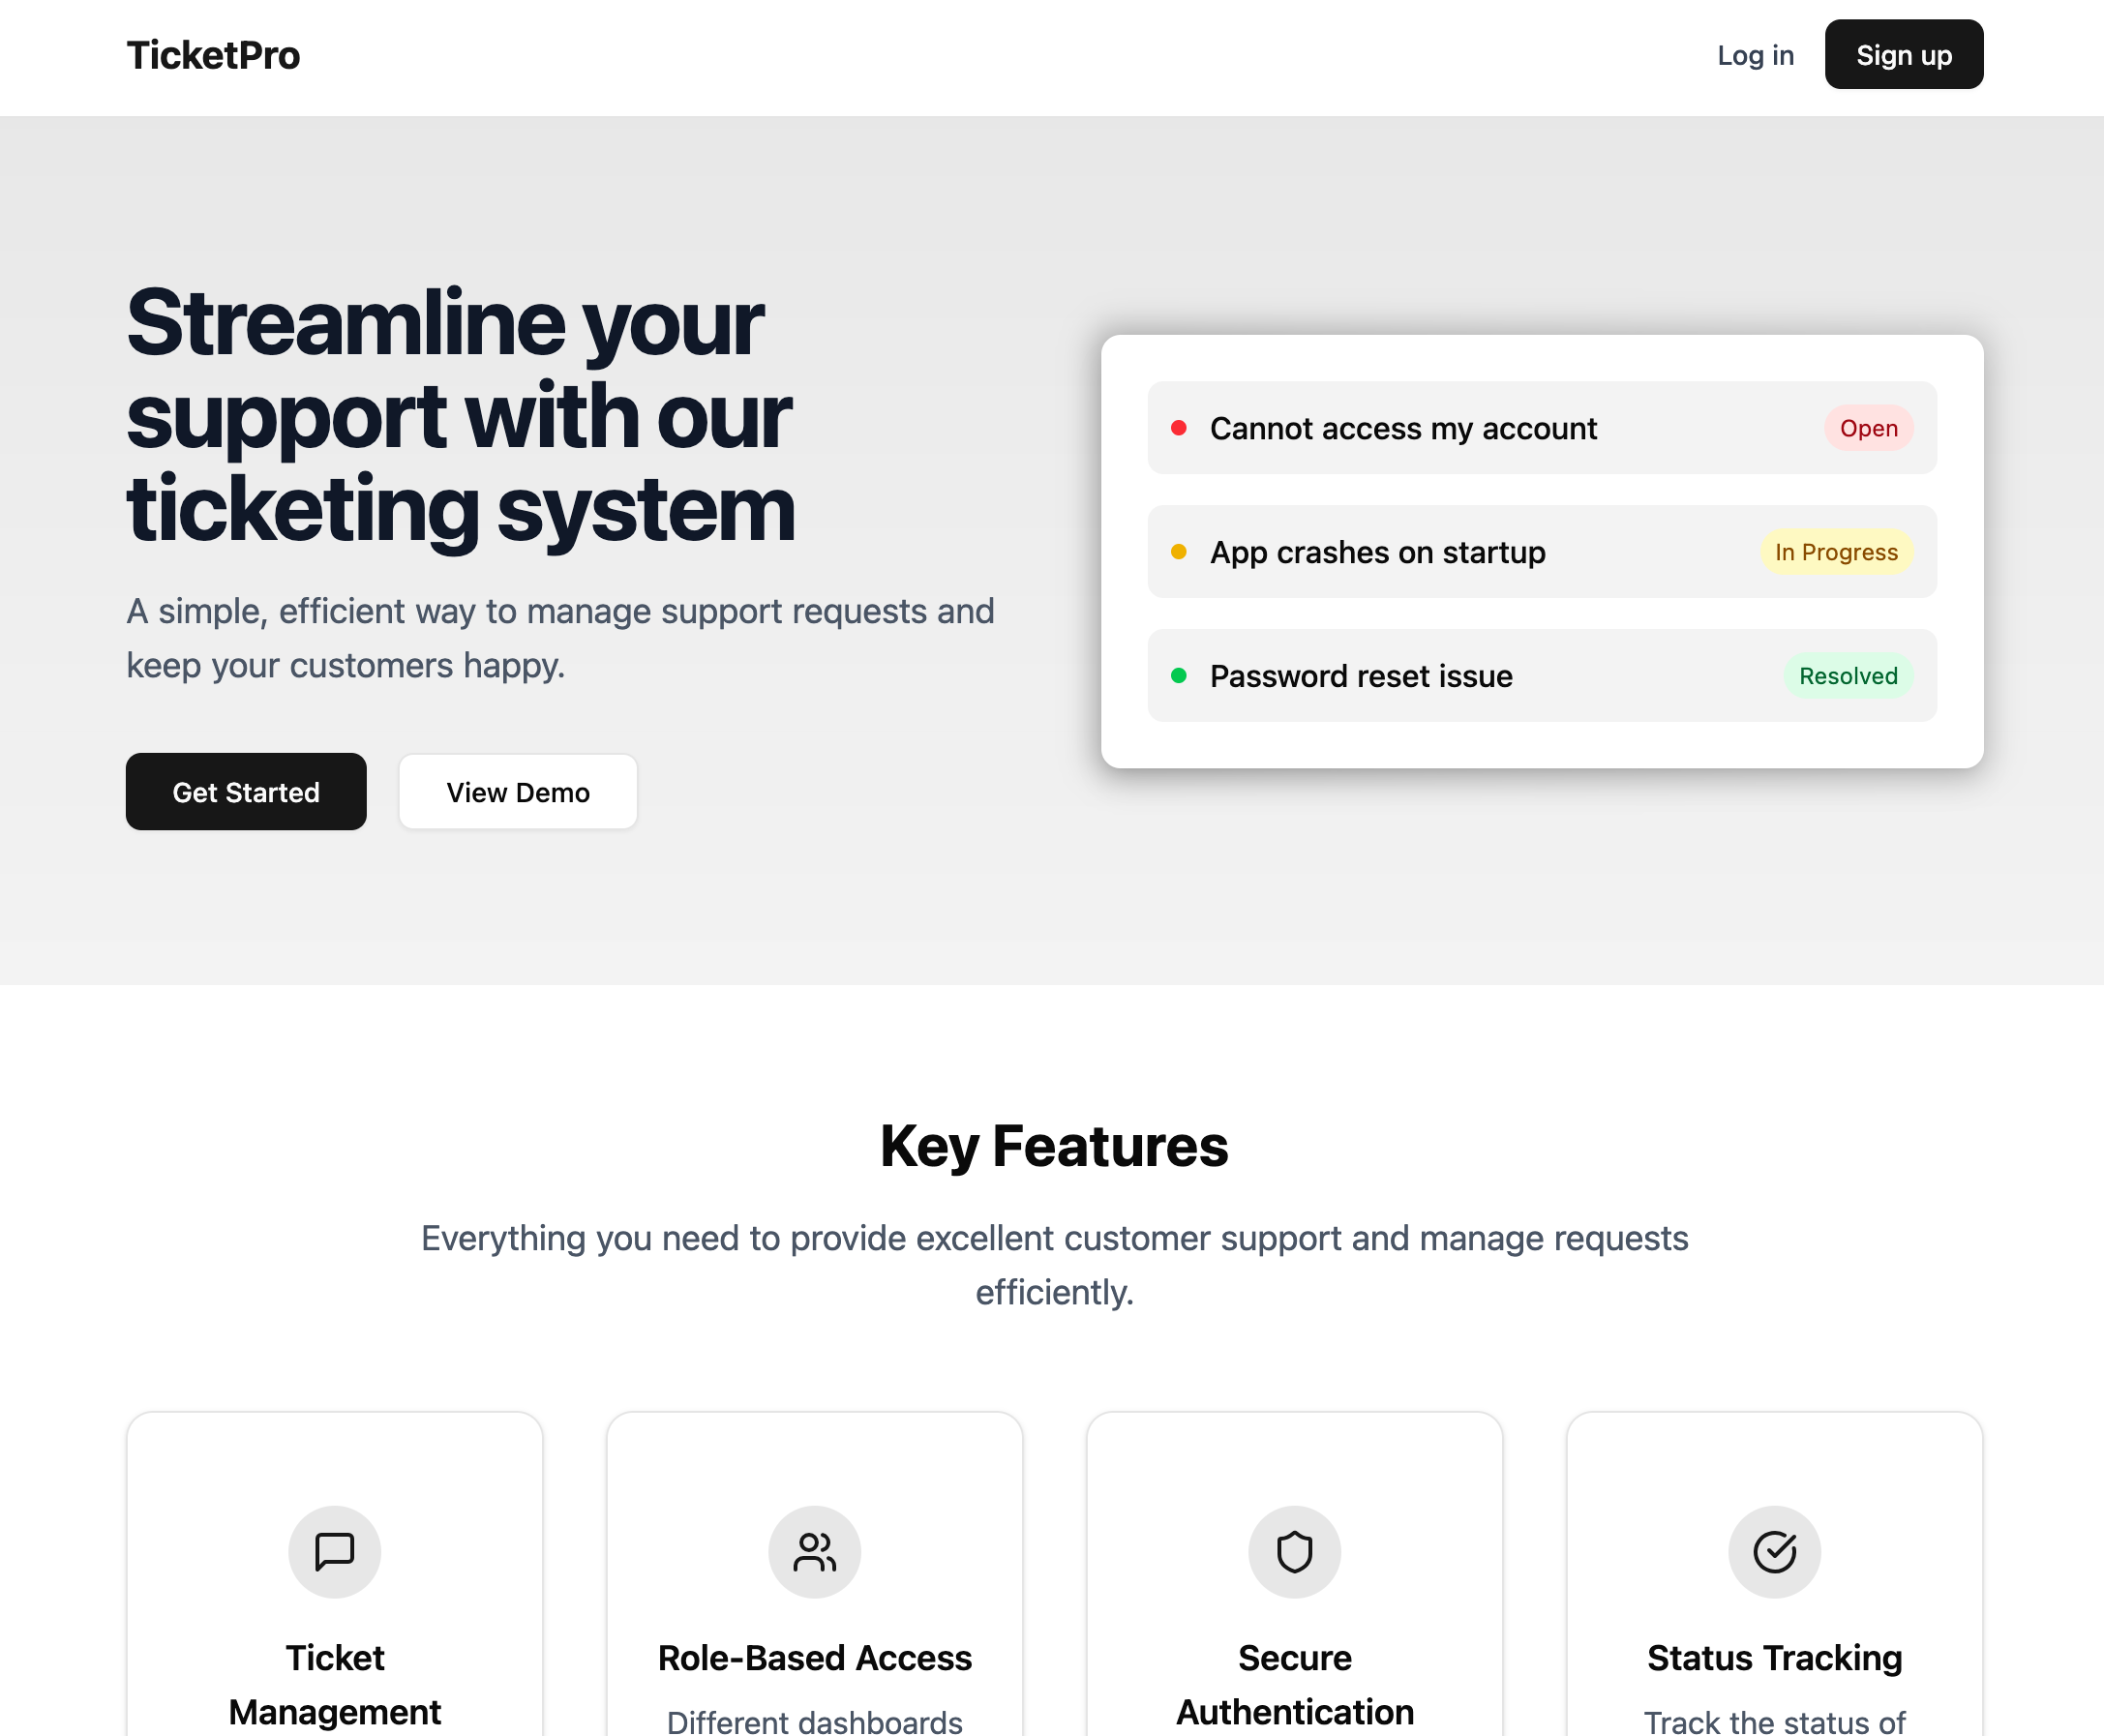 TicketPro
Log in
Sign up
Streamline your
support with our
ticketing system
A simple, efficient way to manage support requests and
keep your customers happy.
Get Started
View Demo
Cannot access my account
Open
App crashes on startup
In Progress
Password reset issue
Resolved
Key Features
Everything you need to provide excellent customer support and manage requests
efficiently.
Ticket
Management
Role-Based Access
Different dashboards
Secure
Authentication
Status Tracking
Track the status of